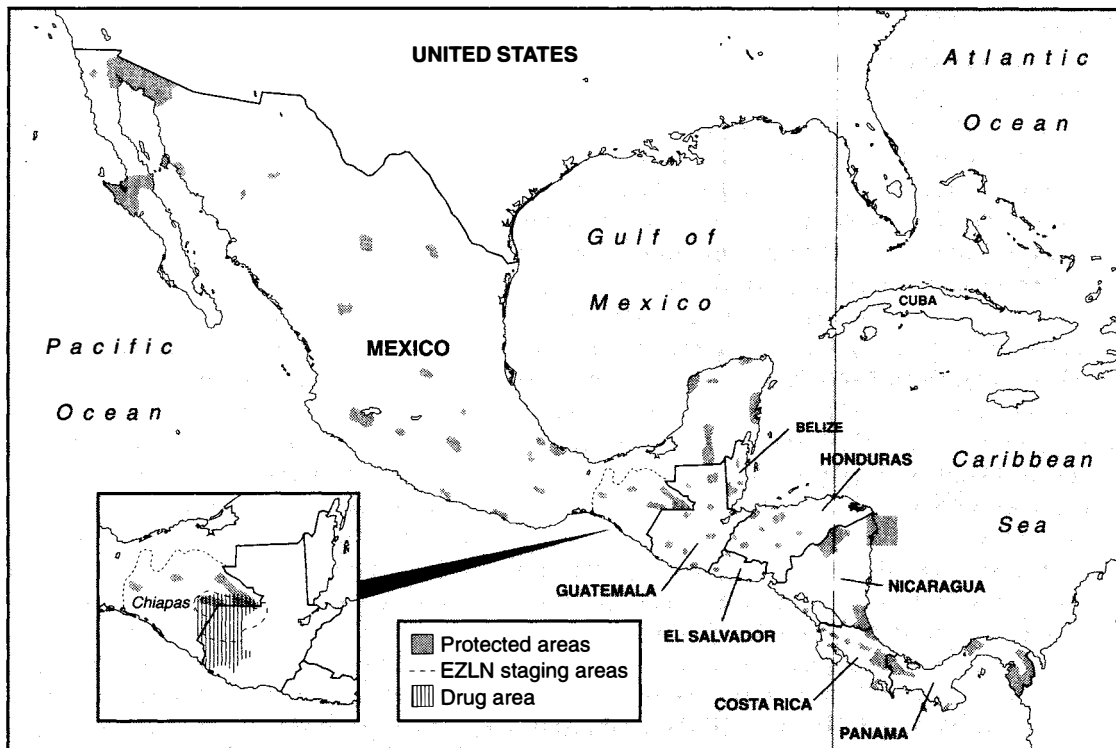 UNITED STATES
Atlantic
Ocean
Gulf of
Mexico
CUBA
Pacific
Ocean
MEXICO
BELIZE
HONDURAS
Caribbean
Sea
GUATEMALA
NICARAGUA
EL SALVADOR
COSTA RICA
PANAMA
Chiapas
Protected areas
EZLN staging areas
Drug area